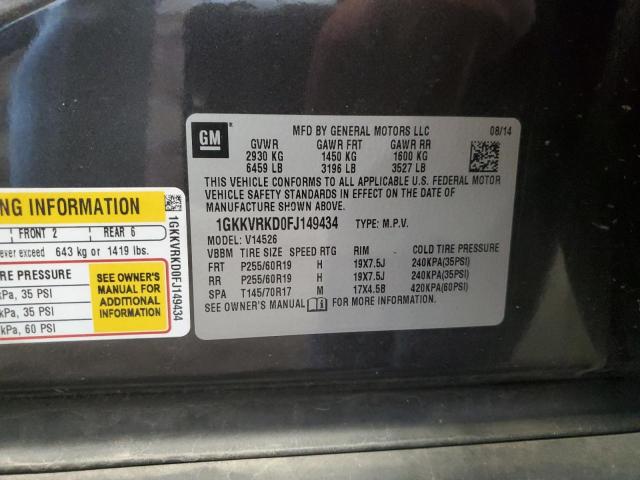 GM
MFD BY GENERAL MOTORS LLC 08/14
GVWR GAWR FRT GAWR RR
2930 KG 1450 KG 1600 KG
6459 LB 3196 LB 3527 LB
THIS VEHICLE CONFORMS TO ALL APPLICABLE U.S. FEDERAL MOTOR
VEHICLE SAFETY STANDARDS IN EFFECT ON THE DATE OF
MANUFACTURE SHOWN ABOVE.
1GKKVRKD0FJ149434 TYPE: M.P.V.
MODEL: V14526
VBBM TIRE SIZE SPEED RTG RIM COLD TIRE PRESSURE
FRT P255/60R19 H 19X7.5J 240KPA(35PSI)
RR P255/60R19 H 19X7.5J 240KPA(35PSI)
SPA T145/70R17 M 17X4.5B 420KPA(60PSI)
SEE OWNER'S MANUAL FOR MORE INFORMATION.
NG INFORMATION
FRONT 2 REAR 6
ever exceed 643 kg or 1419 lbs.
RE PRESSURE
kPa, 35 PSI
kPa, 35 PSI
kPa, 60 PSI
SEE OWNER'S
MANUAL FOR
ADDITIONAL
INFORMATION
1GKKVRKD0FJ149434